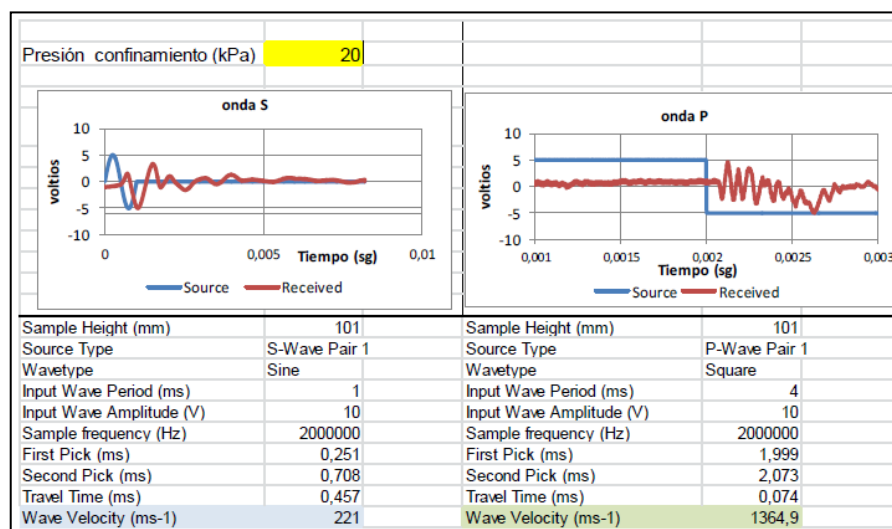 Presión confinamiento (kPa) 20
onda S
voltios
10
5
0
-5
-10
0 0,005 0,01
Tiempo (sg)
Source Received
onda P
voltios
10
5
0
-5
-10
0,001 0,0015 0,002 0,0025 0,003
Tiempo (sg)
Source Received
Sample Height (mm) 101 Sample Height (mm) 101
Source Type S-Wave Pair 1 Source Type P-Wave Pair 1
Wavetype Sine Wavetype Square
Input Wave Period (ms) 1 Input Wave Period (ms) 4
Input Wave Amplitude (V) 10 Input Wave Amplitude (V) 10
Sample frequency (Hz) 2000000 Sample frequency (Hz) 2000000
First Pick (ms) 0,251 First Pick (ms) 1,999
Second Pick (ms) 0,708 Second Pick (ms) 2,073
Travel Time (ms) 0,457 Travel Time (ms) 0,074
Wave Velocity (ms-1) 221 Wave Velocity (ms-1) 1364,9